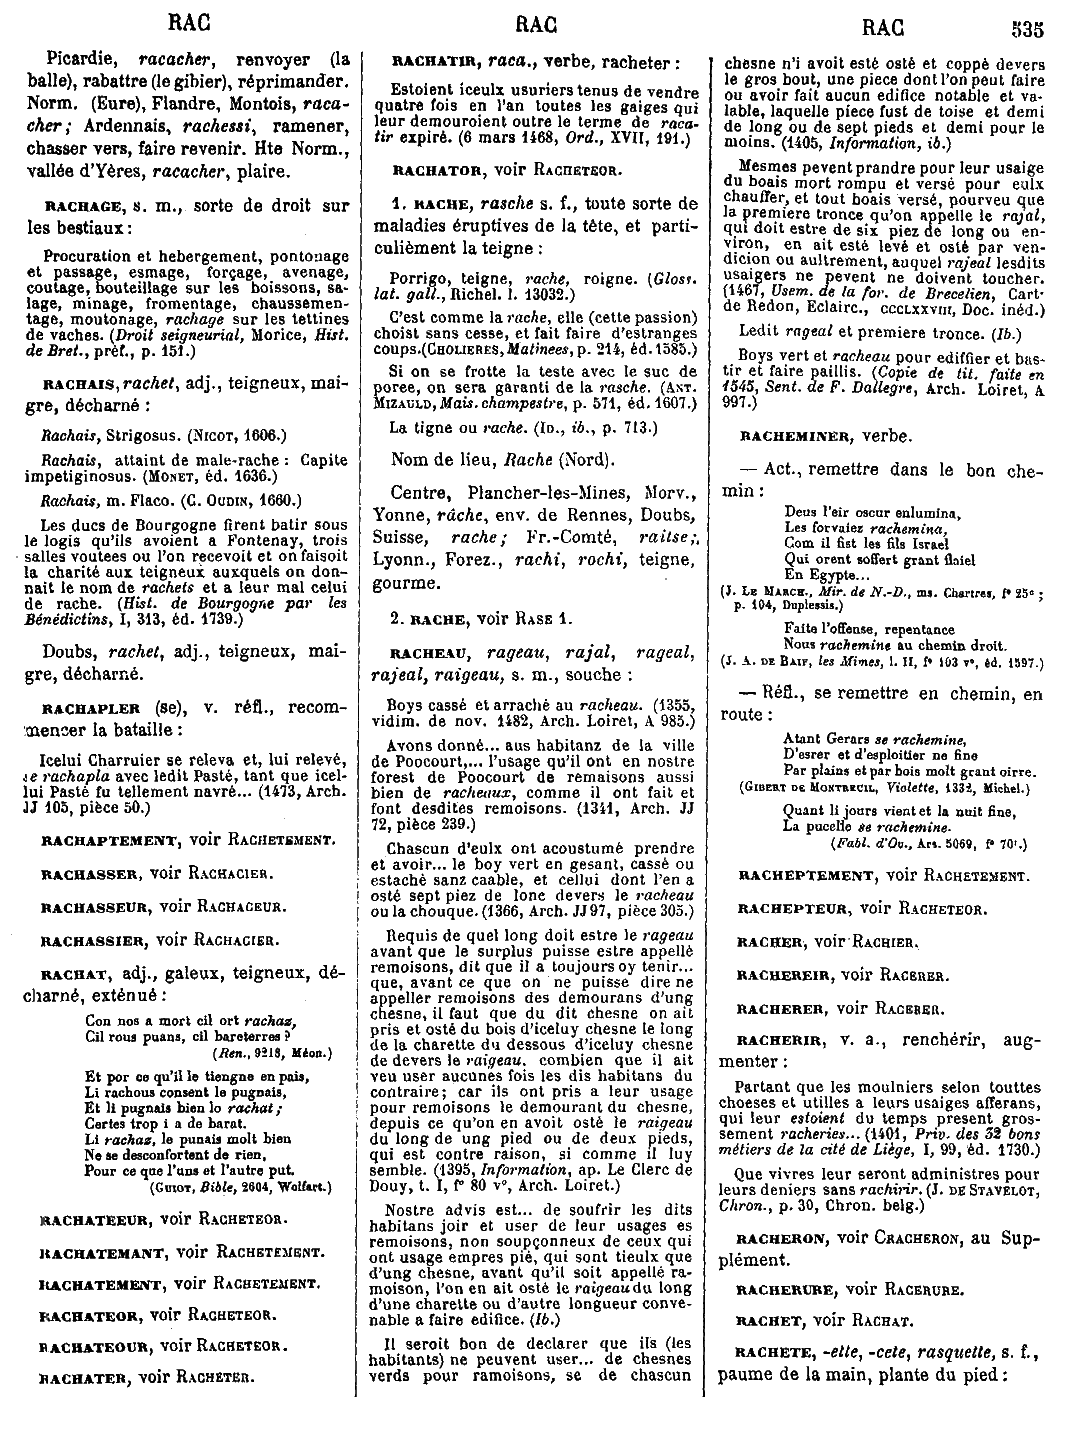 RAC
RAC
RAC 535
Picardie, racacher, renvoyer (la
balle), rabattre (le gibier), réprimander.
Norm. (Eure), Flandre, Montois, raca-
cher; Ardennais, rachessi, ramener,
chasser vers, faire revenir. Hte Norm.,
vallée d'Yères, racacher, plaire.
RACHAGE, s. m., sorte de droit sur
les bestiaux :
Procuration et hebergement, pontonage
et passage, esmage, forçage, avenage,
coutage, bouteillage sur les boissons, sa-
lage, minage, fromentage, chaussemen-
tage, moutonage, rachage sur les tettines
de vaches. (Droit seigneurial, Morice, Hist.
de Bret., préf., p. 151.)
RACHAIS, rachet, adj., teigneux, mai-
gre, décharné :
Rachais, Strigosus. (NICOT, 1606.)
Rachais, attaint de male-rache : Capite
impetiginosus. (MONET, éd. 1636.)
Rachais, m. Flaco. (C. OUDIN, 1660.)
Les ducs de Bourgogne firent batir sous
le logis qu'ils avoient a Fontenay, trois
salles voutees ou l'on recevoit et on faisoit
la charité aux teigneux auxquels on don-
nait le nom de rachets et a leur mal celui
de rache. (Hist. de Bourgogne par les
Bénédictins, I, 313, éd. 1739.)
Doubs, rachet, adj., teigneux, mai-
gre, décharné.
RACHAPLER (se), v. réfl., recom-
mencer la bataille :
Icelui Charruier se releva et, lui relevé,
se rachapla avec ledit Pasté, tant que icel-
lui Pasté fu tellement navré... (1473, Arch.
JJ 105, pièce 50.)
RACHAPTEMENT, voir RACHETEMENT.
RACHASSER, voir RACHACIER.
RACHASSEUR, voir RACHACEUR.
RACHASSIER, voir RACHACIER.
RACHAT, adj., galeux, teigneux, dé-
charné, exténué :
Con nos a mort cil ort rachaz,
Cil rous puans, cil bareterres ?
(Ren., 9218, Méon.)
Et por ce qu'il le tiengne en pais,
Li rachous consent le pugnais,
Et li pugnais bien lo rachat ;
Certes trop i a de barat.
Li rachaz, le punais molt bien
Ne se desconfortent de rien,
Pour ce que l'uns et l'autre put.
(GUIOT, Bible, 2604, Wolfart.)
RACHATEEUR, voir RACHETEOR.
RACHATEMANT, voir RACHETEMENT.
RACHATEMENT, voir RACHETEMENT.
RACHATEOR, voir RACHETEOR.
RACHATEOUR, voir RACHETEOR.
RACHATER, voir RACHETER.
RACHATIR, raca., verbe, racheter :
Estoient iceulx usuriers tenus de vendre
quatre fois en l'an toutes les gaiges qui
leur demouroient outre le terme de raca-
tir expiré. (6 mars 1468, Ord., XVII, 191.)
RACHATOR, voir RACHETEOR.
1. RACHE, rasche s. f., toute sorte de
maladies éruptives de la tête, et parti-
culièment la teigne :
Porrigo, teigne, rache, roigne. (Gloss.
lat. gall., Richel. l. 13032.)
C'est comme la rache, elle (cette passion)
choist sans cesse, et fait faire d'estranges
coups. (CHOLIERES, Matinees, p. 214, éd. 1585.)
Si on se frotte la teste avec le suc de
poree, on sera garanti de la rasche. (ANT.
MIZAULD, Mais. champestre, p. 571, éd. 1607.)
La tigne ou rache. (ID., ib., p. 713.)
Nom de lieu, Rache (Nord).
Centre, Plancher-les-Mines, Morv.,
Yonne, râche, env. de Rennes, Doubs,
Suisse, rache ; Fr.-Comté, raitse ;
Lyonn., Forez., rachi, rochi, teigne,
gourme.
2. RACHE, voir RASE 1.
RACHEAU, rageau, rajal, rageal,
rajeal, raigeau, s. m., souche :
Boys cassé et arraché au racheau. (1355,
vidim. de nov. 1482, Arch. Loiret, A 985.)
Avons donné... aus habitanz de la ville
de Poocourt,... l'usage qu'il ont en nostre
forest de Poocourt de remaisons aussi
bien de racheaux, comme il ont fait et
font desdites remoisons. (1341, Arch. JJ
72, pièce 239.)
Chascun d'eulx ont acoustumé prendre
et avoir... le boy vert en gesant, cassé ou
estaché sanz caable, et cellui dont l'en a
osté sept piez de lonc devers le racheau
ou la chouque. (1366, Arch. JJ 97, pièce 305.)
Requis de quel long doit estre le rageau
avant que le surplus puisse estre appellé
remoisons, dit que il a toujours oy tenir...
que, avant ce que on ne puisse dire ne
appeller remoisons des demourans d'ung
chesne, il faut que du dit chesne on ait
pris et osté du bois d'iceluy chesne le long
de la charette du dessous d'iceluy chesne
de devers le raigeau, combien que il ait
veu user aucunes fois les dis habitans du
contraire ; car ils ont pris a leur usage
pour remoisons le demourant du chesne,
depuis ce qu'on en avoit osté le raigeau
du long de ung pied ou de deux pieds,
qui est contre raison, si comme il luy
semble. (1395, Information, ap. Le Clerc de
Douy, t. I, f° 80 v°, Arch. Loiret.)
Nostre advis est... de soufrir les dits
habitans joir et user de leur usages es
remoisons, non soupçonneux de ceux qui
ont usage empres pié, qui sont tieulx que
d'ung chesne, avant qu'il soit appellé ra-
moison, l'on en ait osté le raigeau du long
d'une charette ou d'autre longueur conve-
nable a faire edifice. (Ib.)
Il seroit bon de declarer que ils (les
habitants) ne peuvent user... de chesnes
verds pour ramoisons, se de chascun
chesne n'i avoit esté osté et coppé devers
le gros bout, une piece dont l'on peut faire
ou avoir fait aucun edifice notable et va-
lable, laquelle piece fust de toise et demi
de long ou de sept pieds et demi pour le
moins. (1405, Information, ib.)
Mesmes pevent prandre pour leur usaige
du boais mort rompu et versé pour eulx
chauffer, et tout boais versé, pourveu que
la premiere tronce qu'on appelle le rajal,
qui doit estre de six piez de long ou en-
viron, en ait esté levé et osté par ven-
dicion ou aultrement, auquel rajeal lesdits
usaigers ne pevent ne doivent toucher.
(1467, Usem. de la for. de Brecelien, Cart.
de Redon, Eclairc., CCCLXXVIII, Doc. inéd.)
Ledit rageal et premiere tronce. (Ib.)
Boys vert et racheau pour edifier et bas-
tir et faire paillis. (Copie de tit. faite en
1545, Sent. de F. Dallegre, Arch. Loiret, A
997.)
RACHEMINER, verbe.
— Act., remettre dans le bon che-
min :
Deus l'eir oscur enlumina,
Les forvaiez rachemina,
Com il fist les fils Israel
Qui orent soffert grant flaiel
En Egypte...
(J. LE MARCH., Mir. de N.-D., ms. Chartres, f° 25c ;
p. 104, Duplessis.)
Faite l'offense, repentance
Nous rachemine au chemin droit.
(J. A. DE BAIF, les Mimes, l. II, f° 103 v°, éd. 1597.)
— Réfl., se remettre en chemin, en
route :
Atant Gerars se rachemine,
D'esrer et d'esploitier ne fine
Par plains et par bois molt grant oirre.
(GIBERT DE MONTREUIL, Violette, 1332, Michel.)
Quant li jours vient et la nuit fine,
La pucelle se rachemine.
(Fabl. d'Ov., Ars. 5069, f° 70r.)
RACHEPTEMENT, voir RACHETEMENT.
RACHEPTEUR, voir RACHETEOR.
RACHER, voir RACHIER.
RACHEREIR, voir RACERER.
RACHERER, voir RACERER.
RACHERIR, v. a., renchérir, aug-
menter :
Partant que les moulniers selon touttes
choeses et utilles a leurs usaiges afferans,
qui leur estoient du temps present gros-
sement racheries... (1401, Priv. des 32 bons
métiers de la cité de Liège, I, 99, éd. 1730.)
Que vivres leur seront administres pour
leurs deniers sans rachirir. (J. DE STAVELOT,
Chron., p. 30, Chron. belg.)
RACHERON, voir CRACHERON, au Sup-
plément.
RACHERURE, voir RACERURE.
RACHET, voir RACHAT.
RACHETE, -ette, -cete, rasquette, s. f.,
paume de la main, plante du pied :